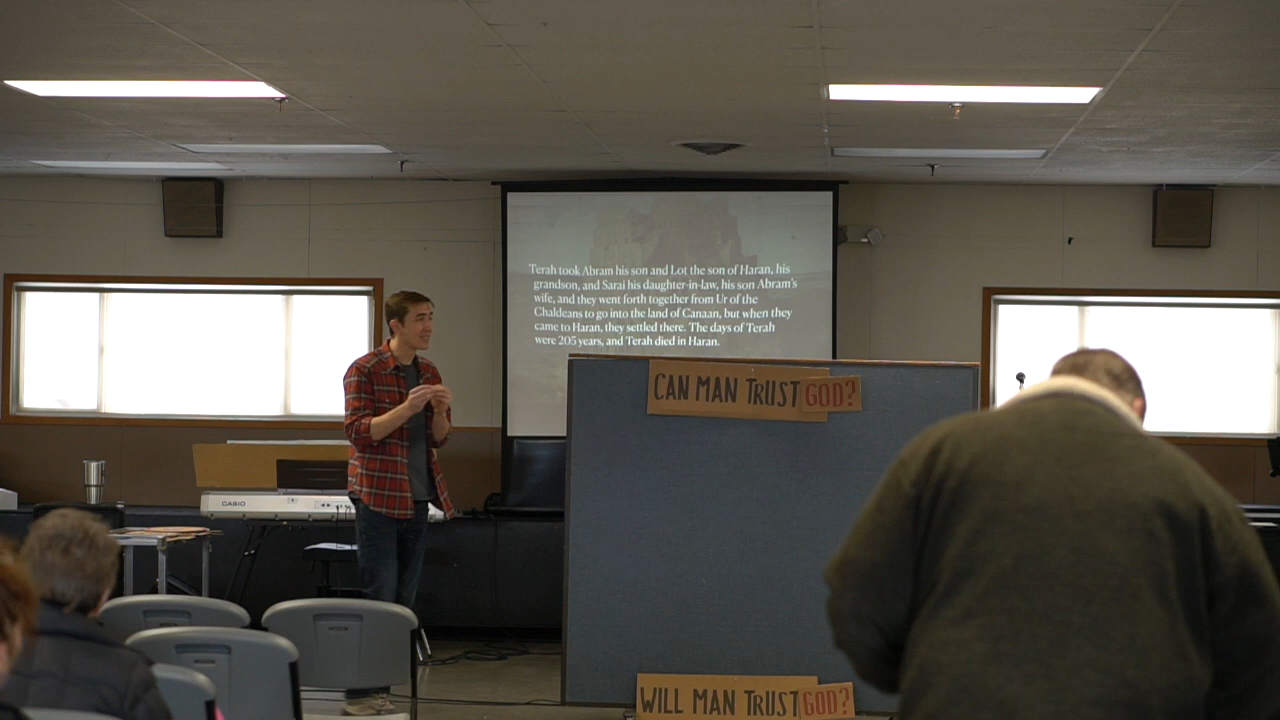 Terah took Abram his son and Lot the son of Haran, his
grandson, and Sarai his daughter-in-law, his son Abram's
wife, and they went forth together from Ur of the
Chaldeans to go into the land of Canaan, but when they
came to Haran, they settled there. The days of Terah
were 205 years, and Terah died in Haran.
CAN MAN TRUST GOD?
CASIO
WILL MAN TRUST GOD?